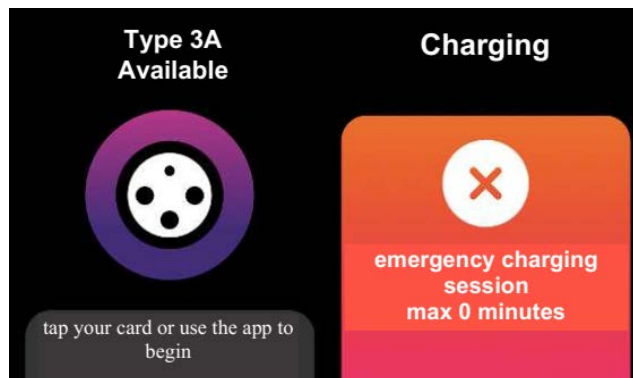 Type 3A
Available
tap your card or use the app to
begin
Charging
emergency charging
session
max 0 minutes